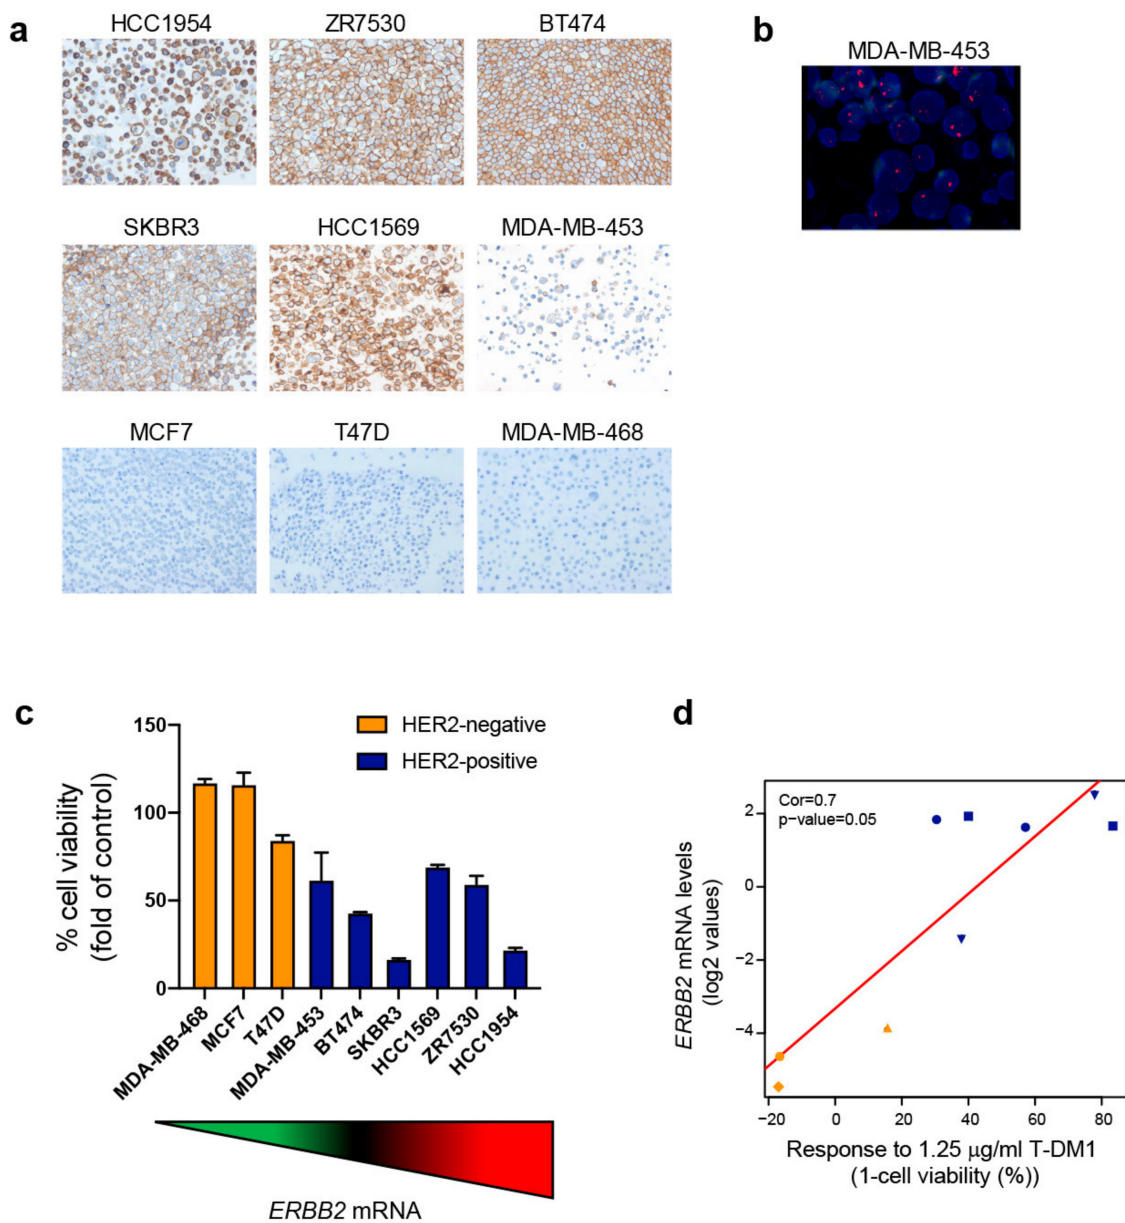 a
HCC1954
ZR7530
BT474
b
MDA-MB-453
SKBR3
HCC1569
MDA-MB-453
MCF7
T47D
MDA-MB-468
c
% cell viability
(fold of control)
150
100
50
0
HER2-negative
HER2-positive
MDA-MB-468
MCF7
T47D
MDA-MB-453
BT474
SKBR3
HCC1569
ZR7530
HCC1954
ERBB2 mRNA
d
Cor=0.7
p−value=0.05
ERBB2 mRNA levels
(log2 values)
2
0
−2
−4
−20
0
20
40
60
80
Response to 1.25 µg/ml T-DM1
(1-cell viability (%))